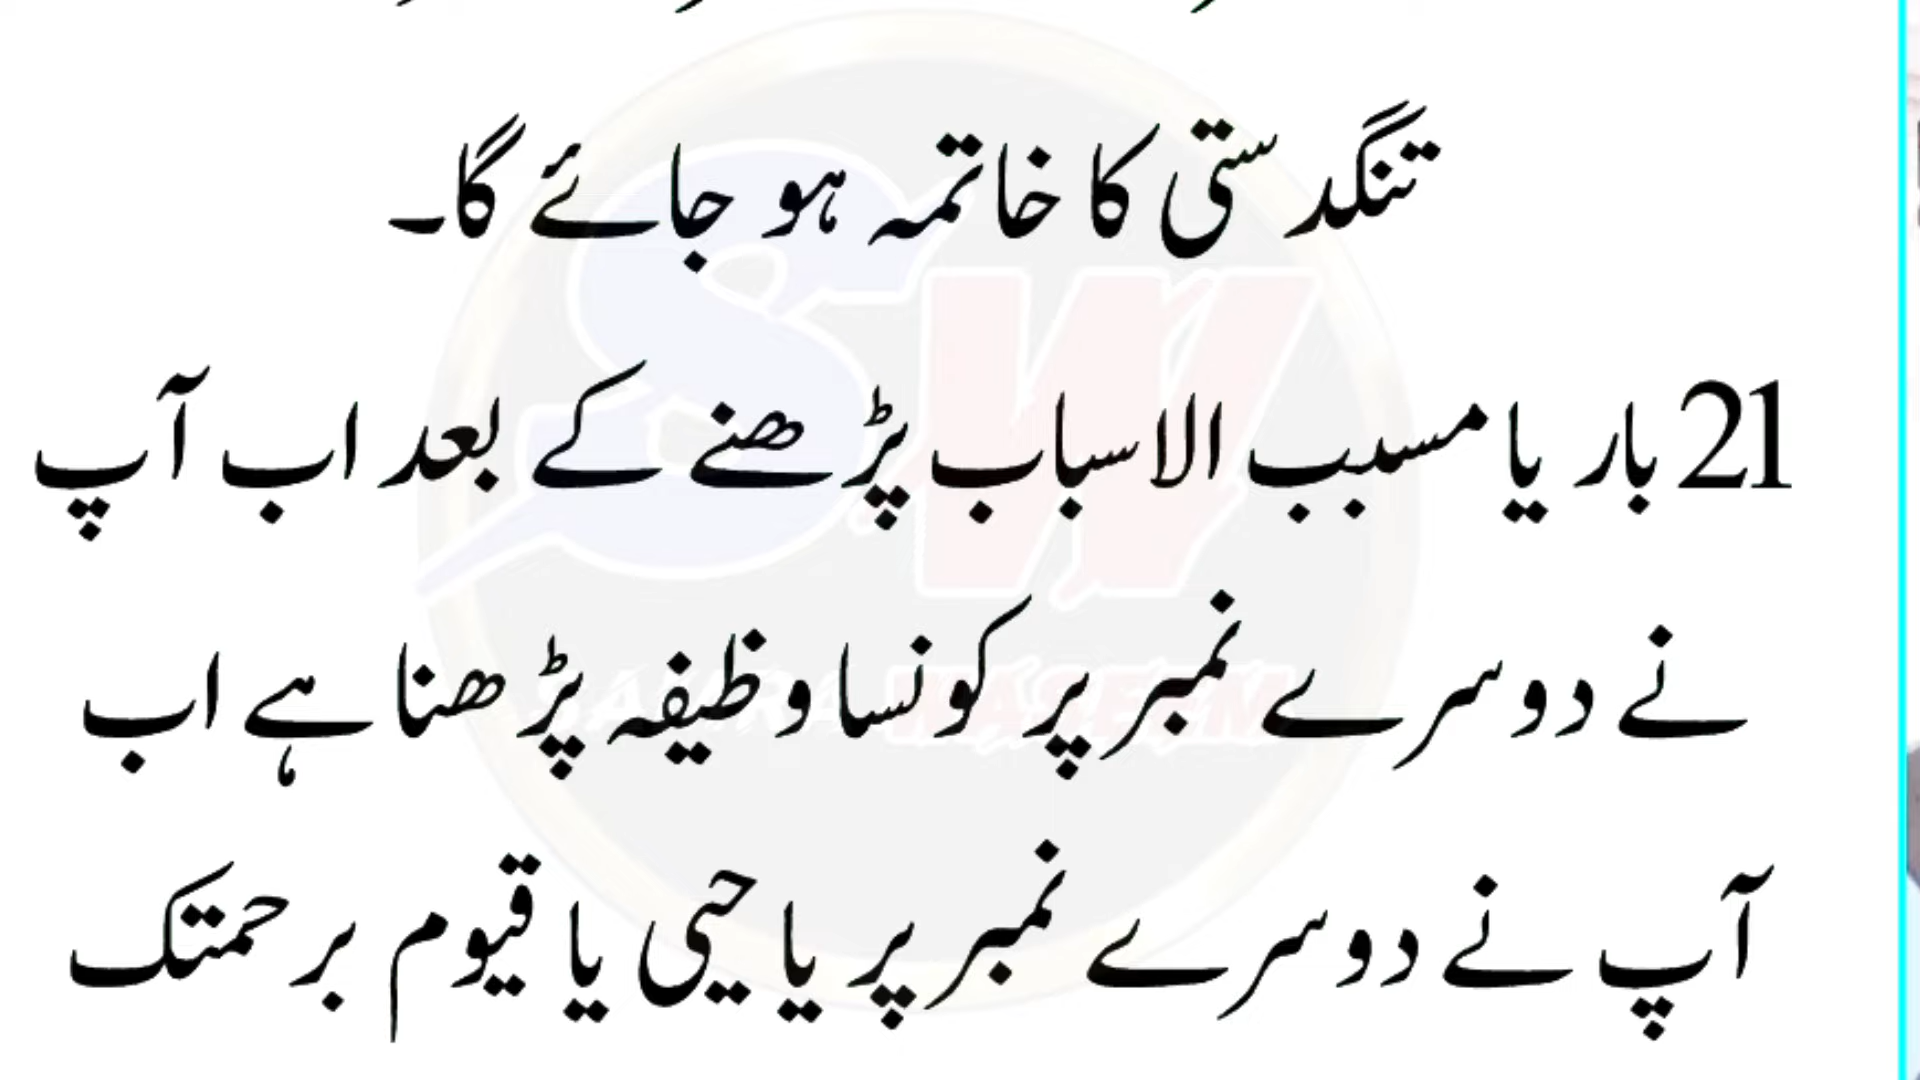 تنگدستی کا خاتمہ ہو جائے گا۔
21 بار یا مسبب الاسباب پڑھنے کے بعد اب آپ
نے دوسرے نمبر پر کونسا وظیفہ پڑھنا ہے اب
آپ نے دوسرے نمبر پر یا حیی یا قیوم برحمتک
SW